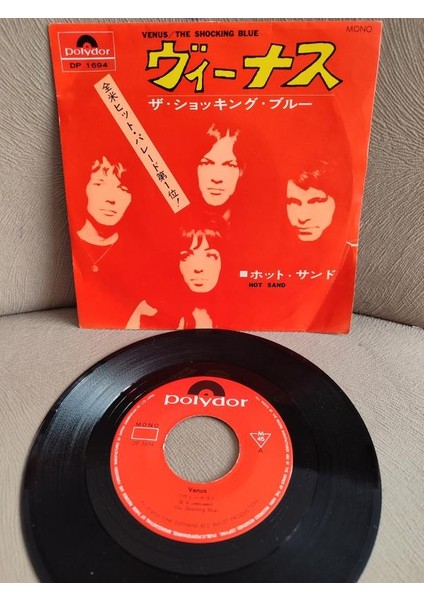 polydor
DP 1694
VENUS/THE SHOCKING BLUE
MONO
ヴィーナス
ザ・ショッキング・ブルー
全米ヒット・パレード第1位!
■ホット・サンド
HOT SAND
polydor
MONO
M
45
A
Venus
The Shocking Blue